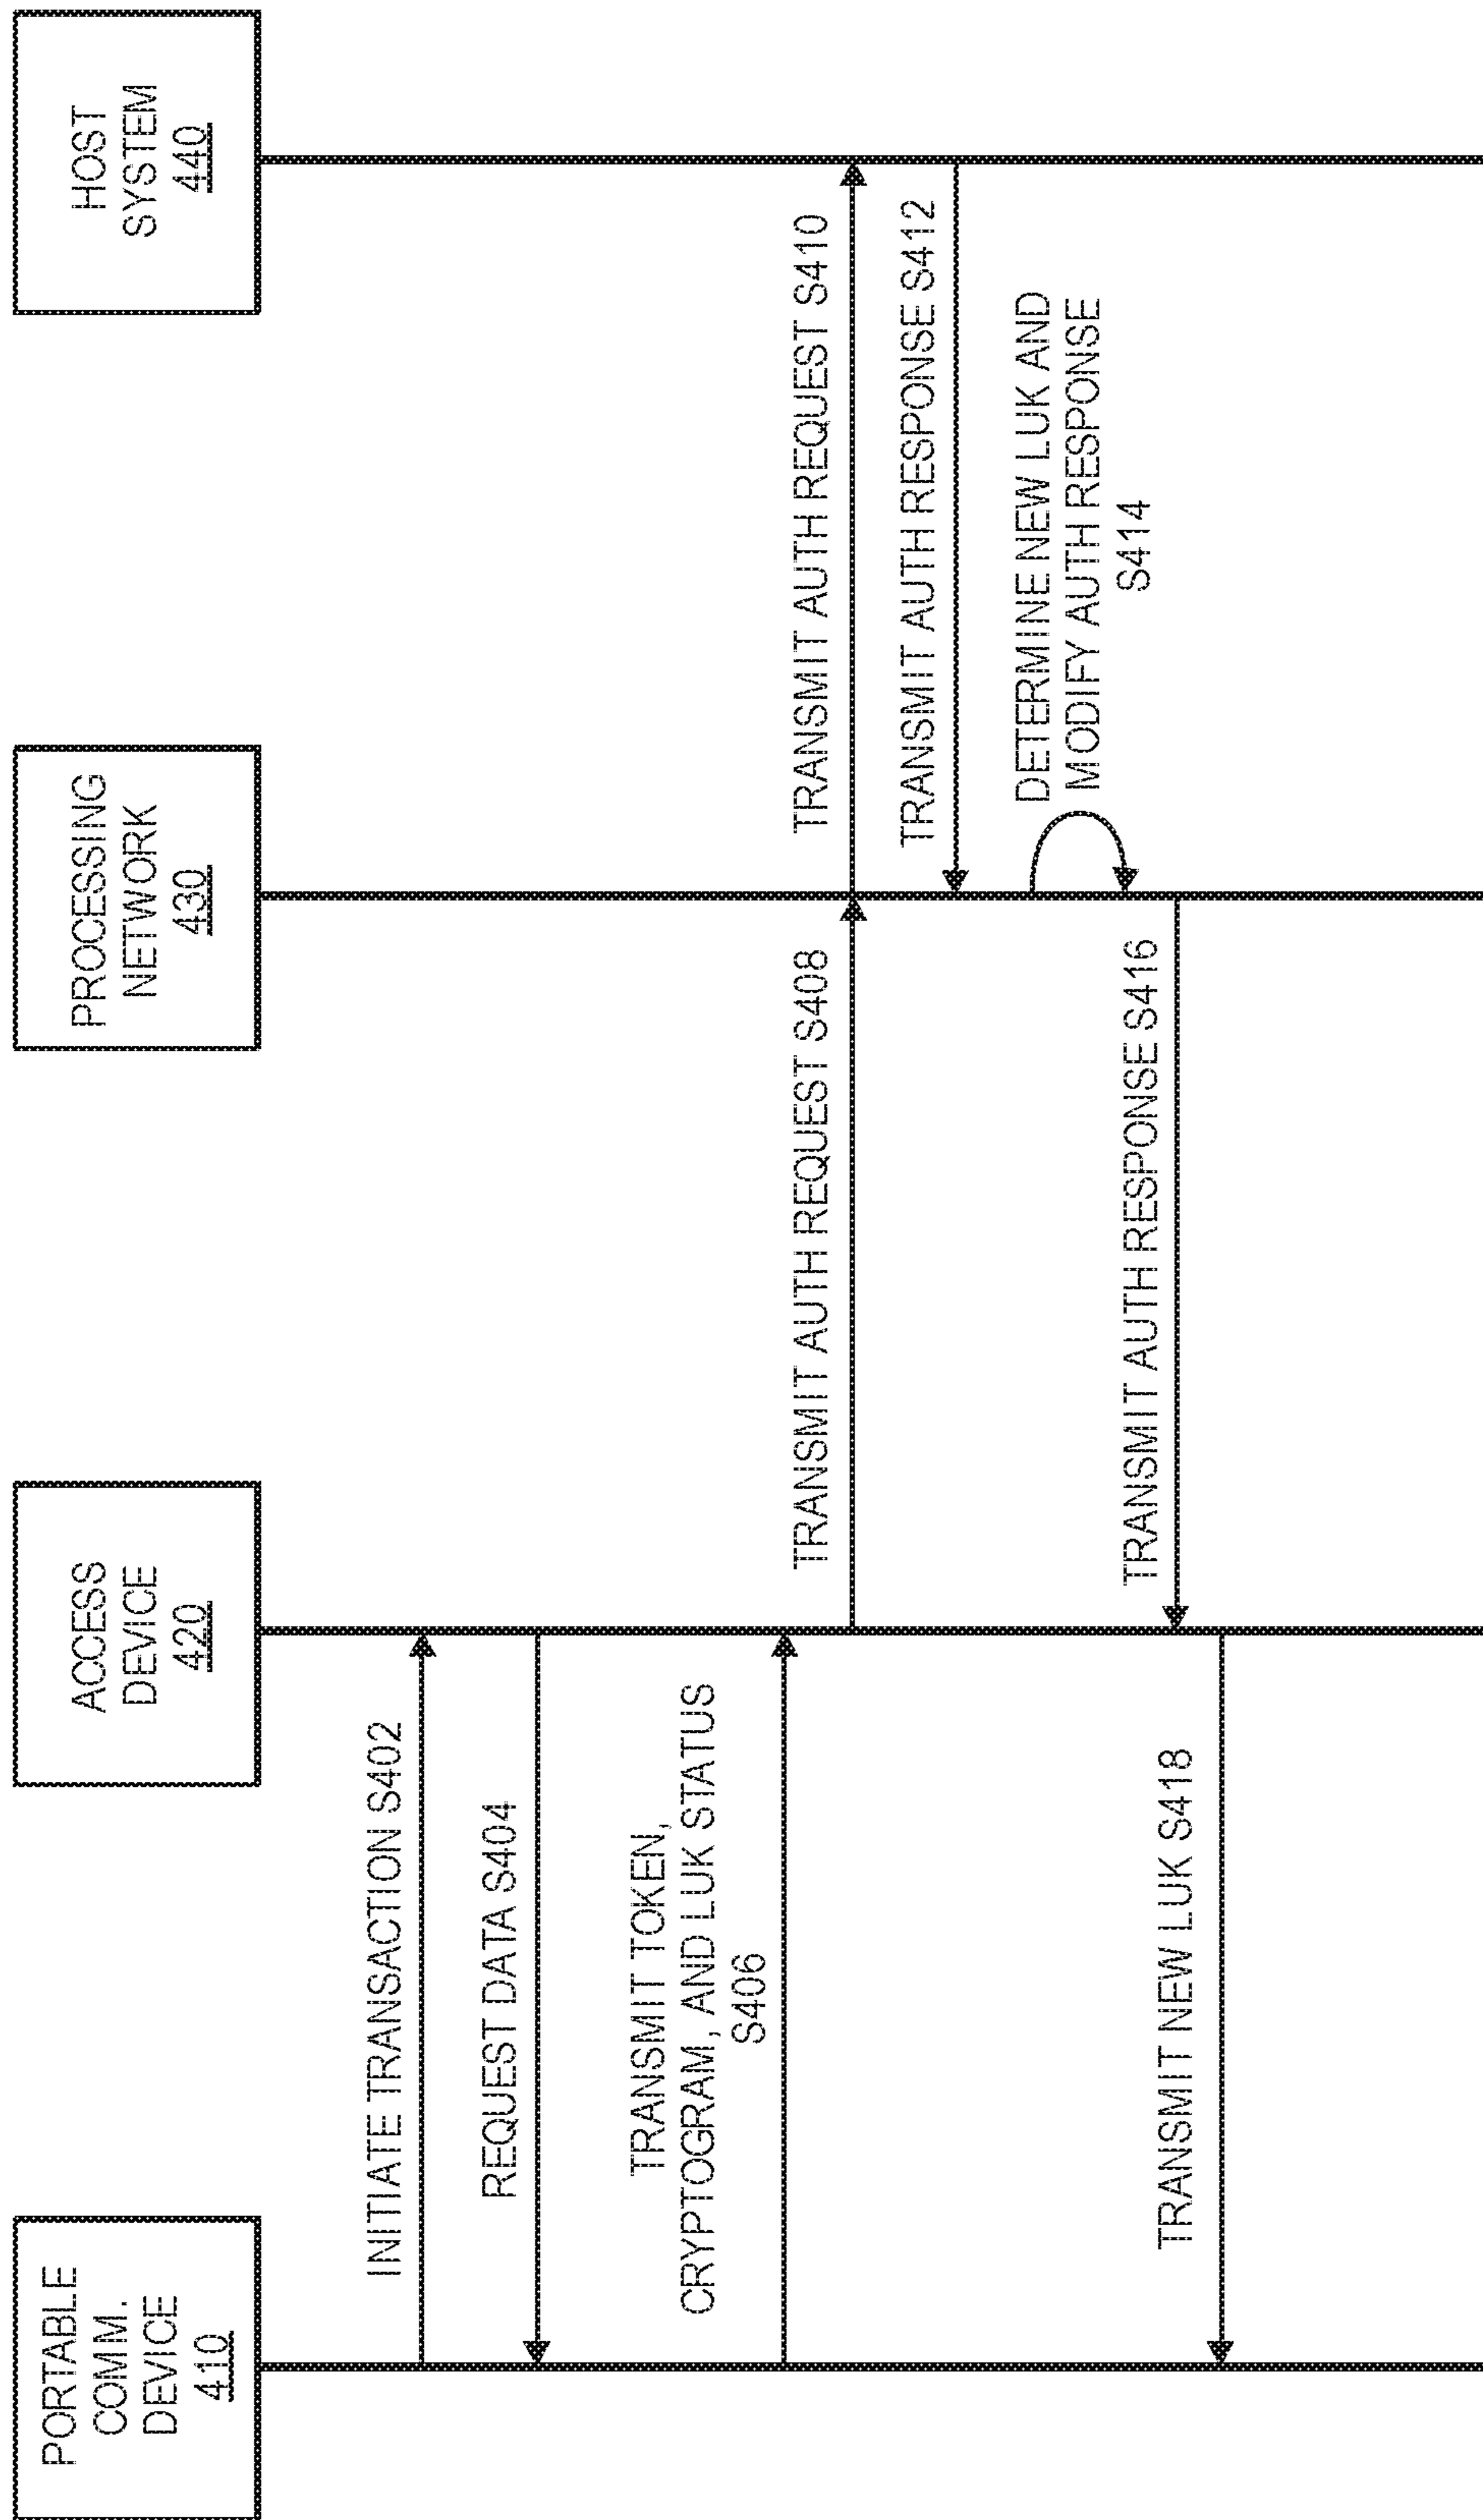 PORTABLE
COMM.
DEVICE
410
ACCESS
DEVICE
420
PROCESSING
NETWORK
430
HOST
SYSTEM
440
INITIATE TRANSACTION S402
REQUEST DATA S404
TRANSMIT TOKEN,
CRYPTOGRAM, AND LUK STATUS
S406
TRANSMIT AUTH REQUEST S408
TRANSMIT AUTH REQUEST S410
TRANSMIT AUTH RESPONSE S412
DETERMINE NEW LUK AND
MODIFY AUTH RESPONSE
S414
TRANSMIT AUTH RESPONSE S416
TRANSMIT NEW LUK S418